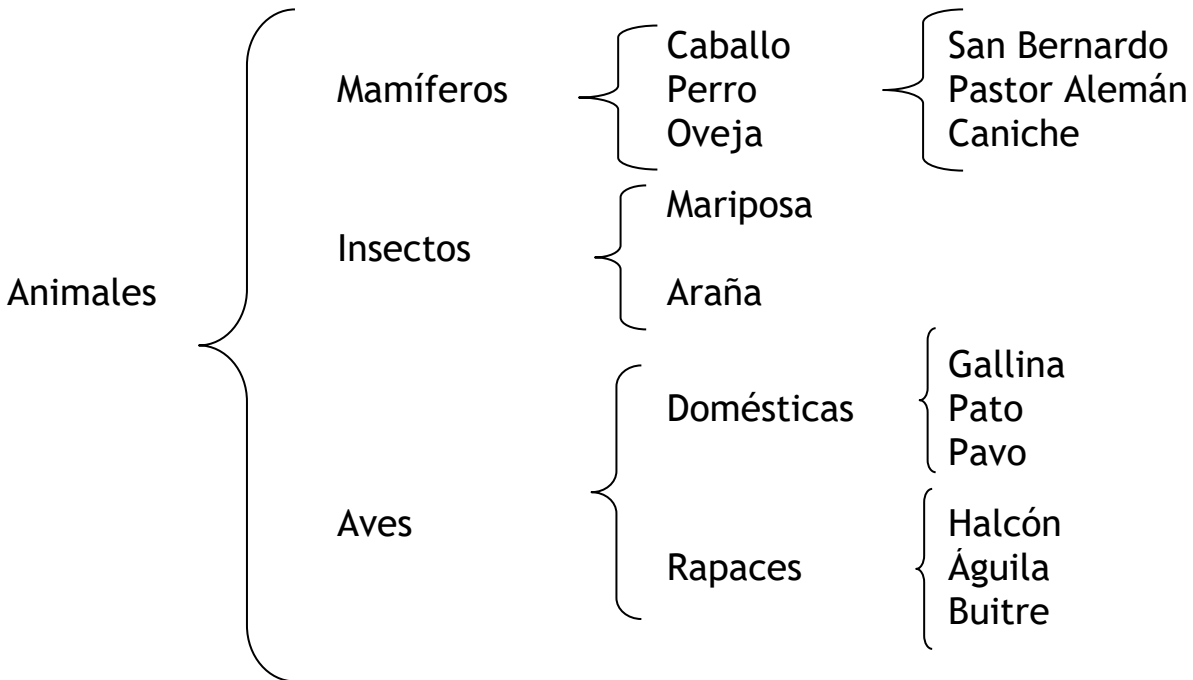 Animales
Mamíferos
Caballo
Perro
Oveja
San Bernardo
Pastor Alemán
Caniche
Insectos
Mariposa
Araña
Aves
Domésticas
Gallina
Pato
Pavo
Rapaces
Halcón
Águila
Buitre